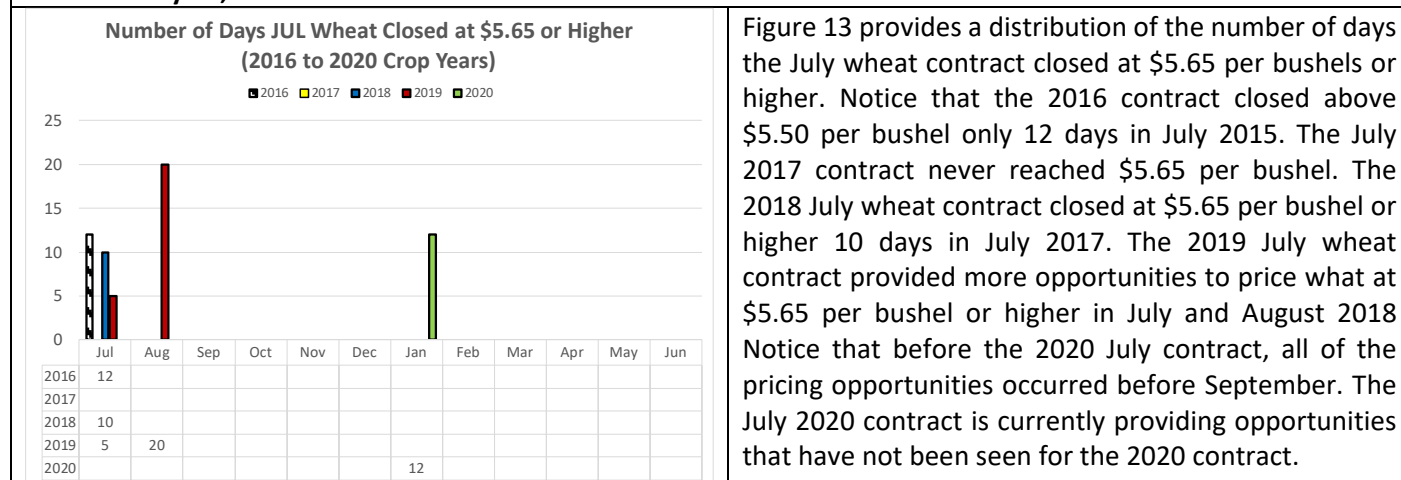 Number of Days JUL Wheat Closed at $5.65 or Higher
(2016 to 2020 Crop Years)
2016 2017 2018 2019 2020
25
20
15
10
5
0
Jul Aug Sep Oct Nov Dec Jan Feb Mar Apr May Jun
2016 12
2017
2018 10
2019 5 20
2020 12
Figure 13 provides a distribution of the number of days
the July wheat contract closed at $5.65 per bushels or
higher. Notice that the 2016 contract closed above
$5.50 per bushel only 12 days in July 2015. The July
2017 contract never reached $5.65 per bushel. The
2018 July wheat contract closed at $5.65 per bushel or
higher 10 days in July 2017. The 2019 July wheat
contract provided more opportunities to price what at
$5.65 per bushel or higher in July and August 2018
Notice that before the 2020 July contract, all of the
pricing opportunities occurred before September. The
July 2020 contract is currently providing opportunities
that have not been seen for the 2020 contract.